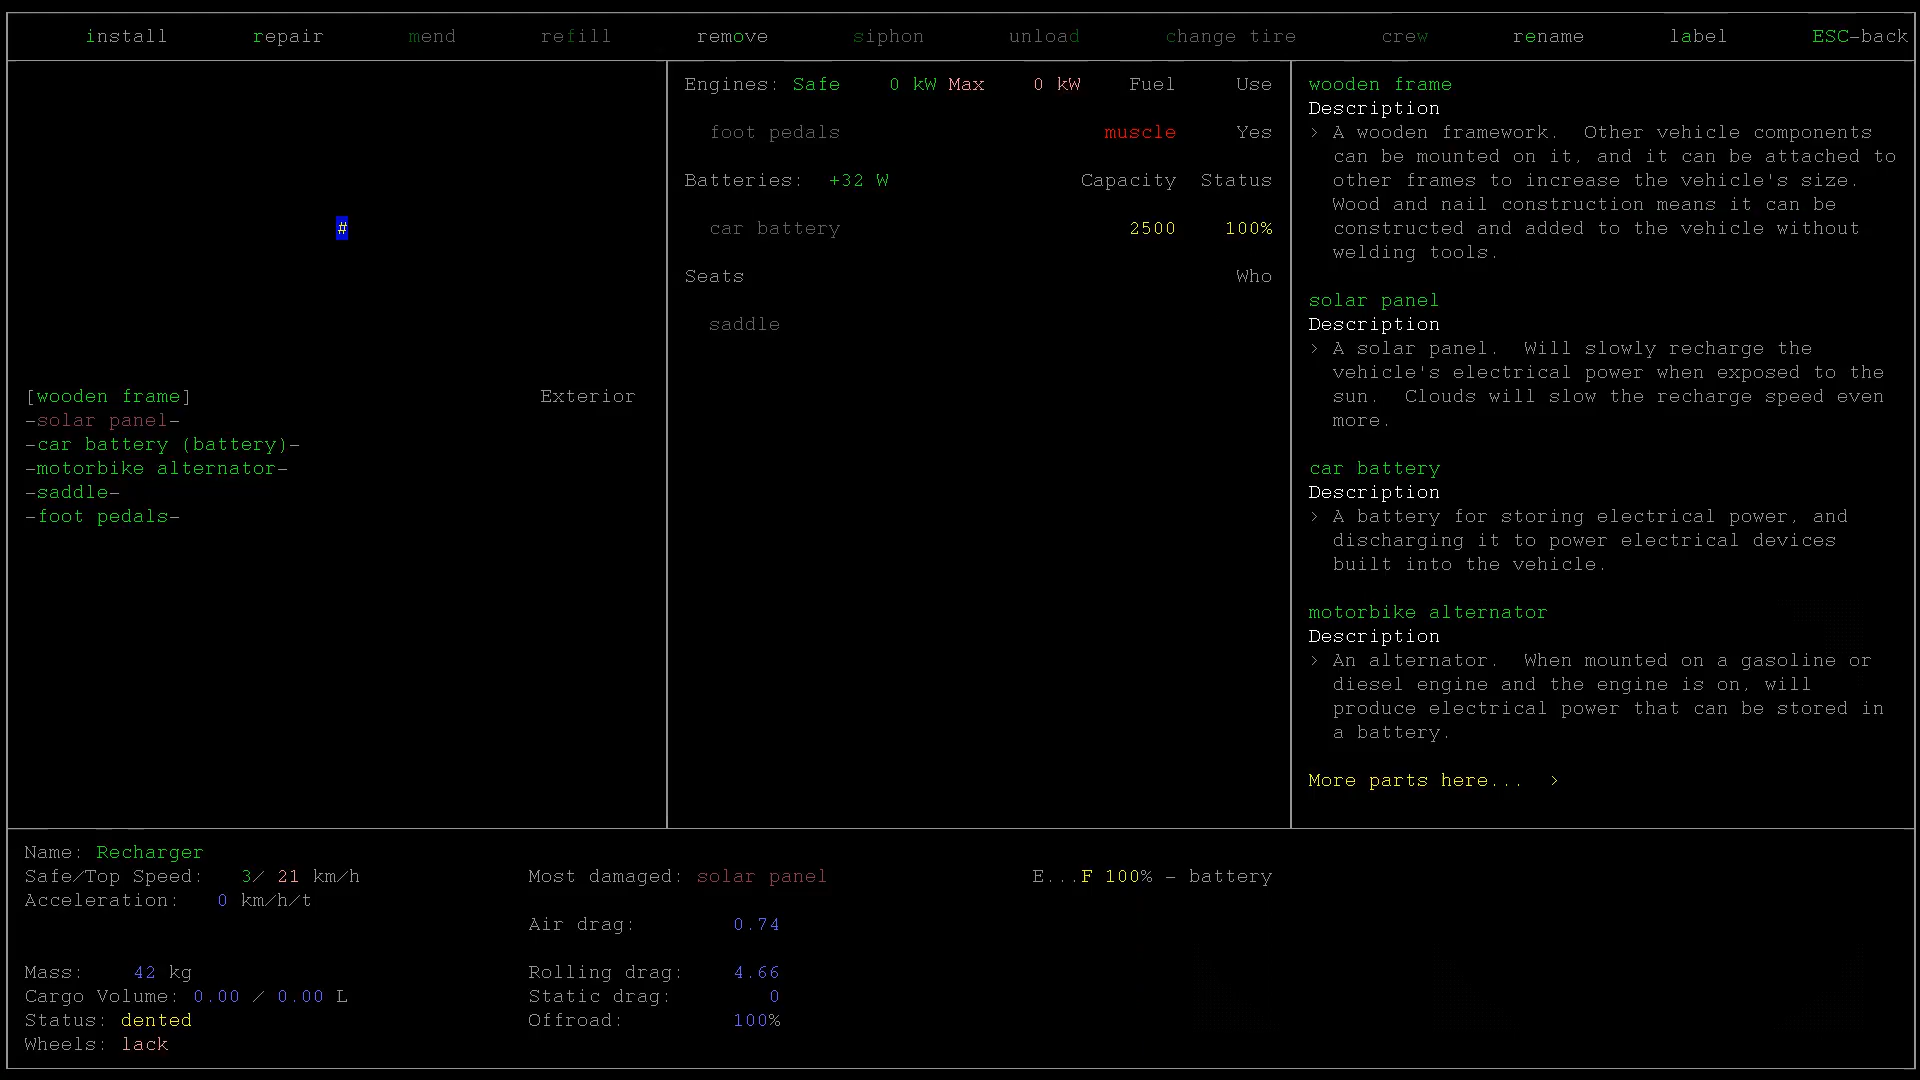 install repair mend refill remove siphon unload change tire crew rename label ESC-back
Engines: Safe 0 kW Max 0 kW Fuel Use
foot pedals muscle Yes
Batteries: +32 W Capacity Status
car battery 2500 100%
Seats Who
saddle
#
[wooden frame] Exterior
-solar panel-
-car battery (battery)-
-motorbike alternator-
-saddle-
-foot pedals-
wooden frame
Description
> A wooden framework. Other vehicle components
can be mounted on it, and it can be attached to
other frames to increase the vehicle's size.
Wood and nail construction means it can be
constructed and added to the vehicle without
welding tools.
solar panel
Description
> A solar panel. Will slowly recharge the
vehicle's electrical power when exposed to the
sun. Clouds will slow the recharge speed even
more.
car battery
Description
> A battery for storing electrical power, and
discharging it to power electrical devices
built into the vehicle.
motorbike alternator
Description
> An alternator. When mounted on a gasoline or
diesel engine and the engine is on, will
produce electrical power that can be stored in
a battery.
More parts here... >
Name: Recharger
Safe/Top Speed: 3/ 21 km/h
Acceleration: 0 km/h/t
Mass: 42 kg
Cargo Volume: 0.00 / 0.00 L
Status: dented
Wheels: lack
Most damaged: solar panel
Air drag: 0.74
Rolling drag: 4.66
Static drag: 0
Offroad: 100%
E...F 100% - battery